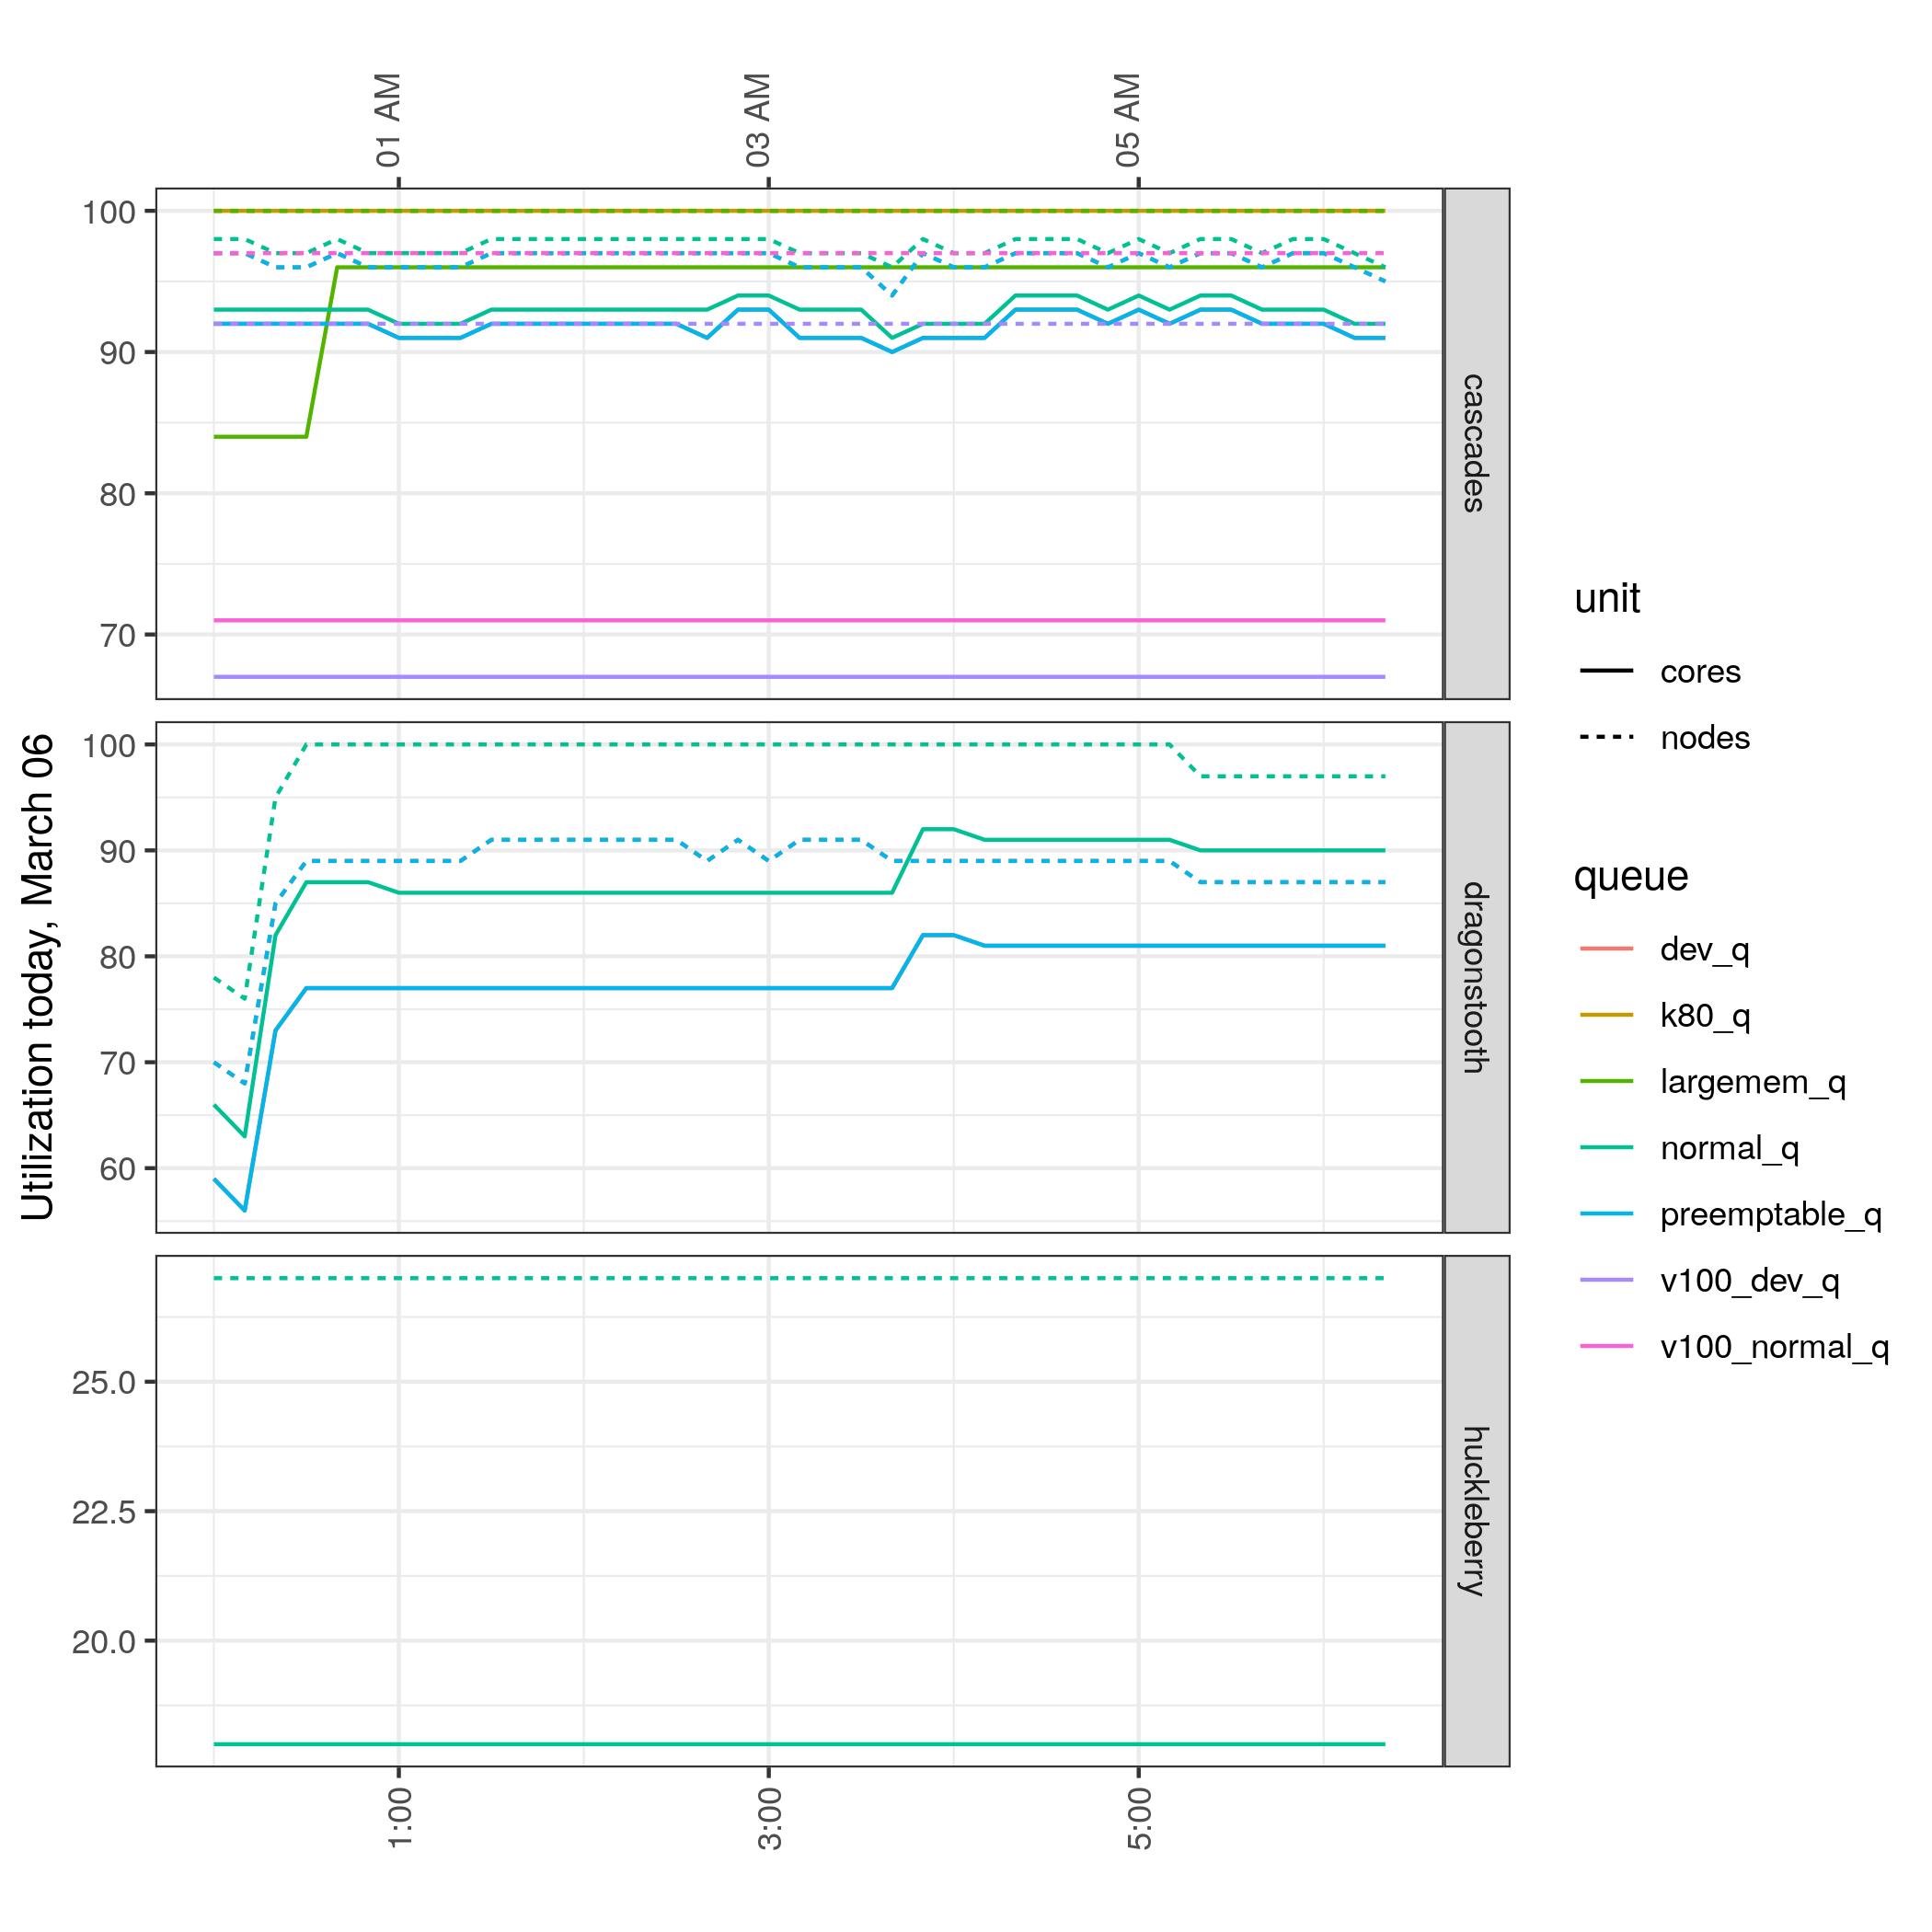 01 AM
03 AM
05 AM
100
90
80
70
cascades
Utilization today, March 06
100
90
80
70
60
dragonstooth
25.0
22.5
20.0
huckleberry
1:00
3:00
5:00
unit
cores
nodes
queue
dev_q
k80_q
largemem_q
normal_q
preemptable_q
v100_dev_q
v100_normal_q